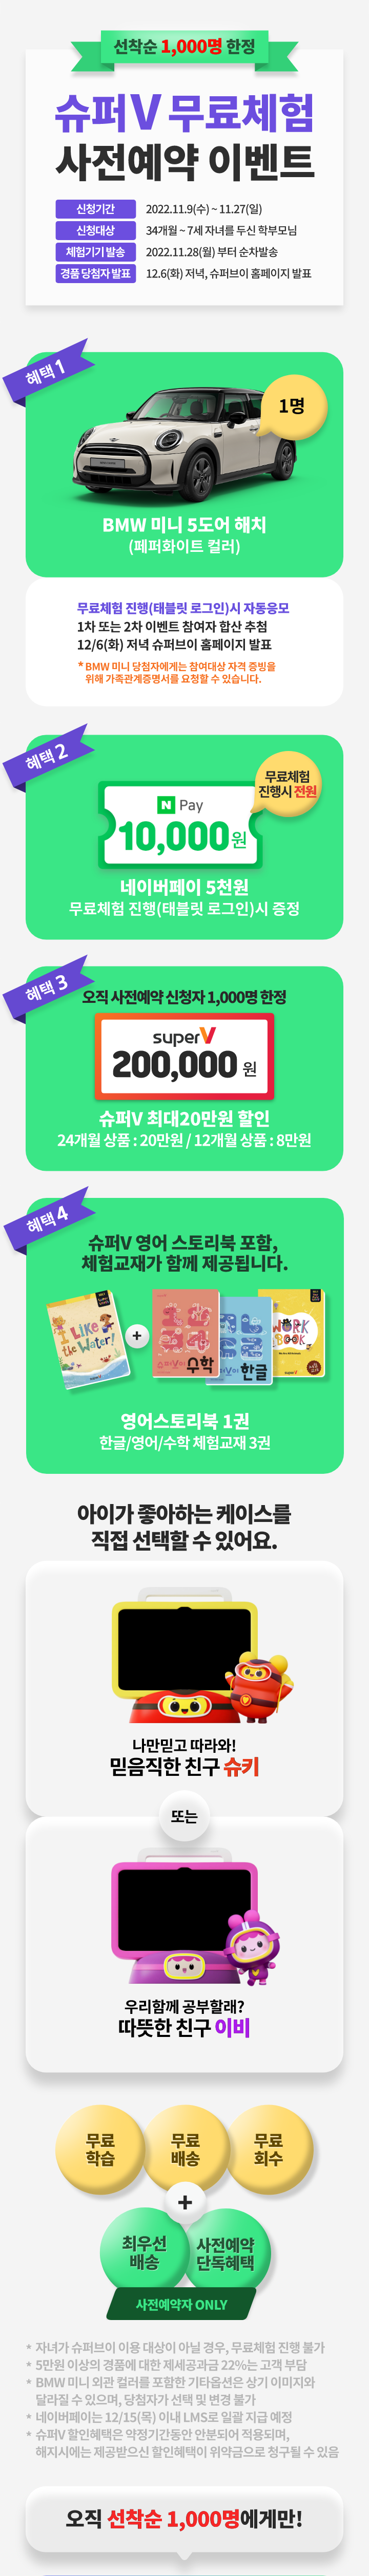 선착순 1,000명 한정
슈퍼V 무료체험
사전예약 이벤트
신청기간 2022.11.9(수) ~ 11.27(일)
신청대상 34개월 ~ 7세 자녀를 두신 학부모님
체험기기 발송 2022.11.28(월) 부터 순차발송
경품 당첨자 발표 12.6(화) 저녁, 슈퍼브이 홈페이지 발표
혜택 1
1명
BMW 미니 5도어 해치
(페퍼화이트 컬러)
무료체험 진행(태블릿 로그인)시 자동응모
1차 또는 2차 이벤트 참여자 합산 추첨
12/6(화) 저녁 슈퍼브이 홈페이지 발표
* BMW 미니 당첨자에게는 참여대상 자격 증빙을
위해 가족관계증명서를 요청할 수 있습니다.
혜택 2
무료체험
진행시 전원
N Pay
10,000원
네이버페이 5천원
무료체험 진행(태블릿 로그인)시 증정
혜택 3
오직 사전예약 신청자 1,000명 한정
superV
200,000 원
슈퍼V 최대20만원 할인
24개월 상품 : 20만원 / 12개월 상품 : 8만원
혜택 4
슈퍼V 영어 스토리북 포함,
체험교재가 함께 제공됩니다.
I Like
the Water!
+
수학
한글
WORK
BOOK
영어스토리북 1권
한글/영어/수학 체험교재 3권
아이가 좋아하는 케이스를
직접 선택할 수 있어요.
나만믿고 따라와!
믿음직한 친구 슈키
또는
우리함께 공부할래?
따뜻한 친구 이비
무료
학습
무료
배송
무료
회수
+
최우선
배송
사전예약
단독혜택
사전예약자 ONLY
* 자녀가 슈퍼브이 이용 대상이 아닐 경우, 무료체험 진행 불가
* 5만원 이상의 경품에 대한 제세공과금 22%는 고객 부담
* BMW 미니 외관 컬러를 포함한 기타옵션은 상기 이미지와
달라질 수 있으며, 당첨자가 선택 및 변경 불가
* 네이버페이는 12/15(목) 이내 LMS로 일괄 지급 예정
* 슈퍼V 할인혜택은 약정기간동안 안분되어 적용되며,
해지시에는 제공받으신 할인혜택이 위약금으로 청구될 수 있음
오직 선착순 1,000명에게만!